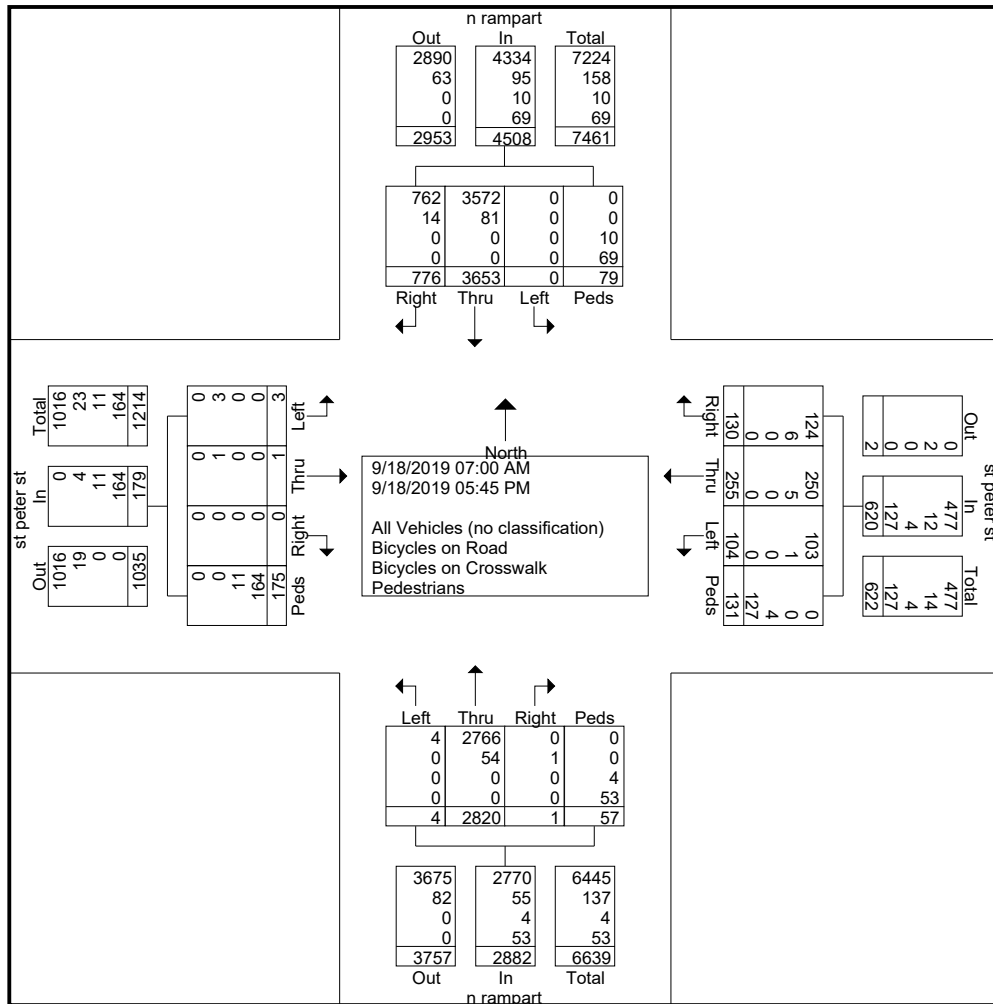 n rampart
Out In Total
2890 4334 7224
63 95 158
0 10 10
0 69 69
2953 4508 7461
762 3572 0 0
14 81 0 0
0 0 0 10
0 0 0 69
776 3653 0 79
Right Thru Left Peds
st peter st
Total In Out
1016 0 1016
23 4 19
11 11 0
164 164 0
1214 179 1035
Left Thru Right Peds
0 0 0 0
3 1 0 0
0 0 0 11
0 0 0 164
3 1 0 175
North
9/18/2019 07:00 AM
9/18/2019 05:45 PM
All Vehicles (no classification)
Bicycles on Road
Bicycles on Crosswalk
Pedestrians
Right Thru Left Peds
124 250 103 0
6 5 1 0
0 0 0 4
0 0 0 127
130 255 104 131
st peter st
Out In Total
0 477 477
2 12 14
0 4 4
0 127 127
2 620 622
Left Thru Right Peds
4 2766 0 0
0 54 1 0
0 0 0 4
0 0 0 53
4 2820 1 57
3675 2770 6445
82 55 137
0 4 4
0 53 53
3757 2882 6639
Out In Total
n rampart